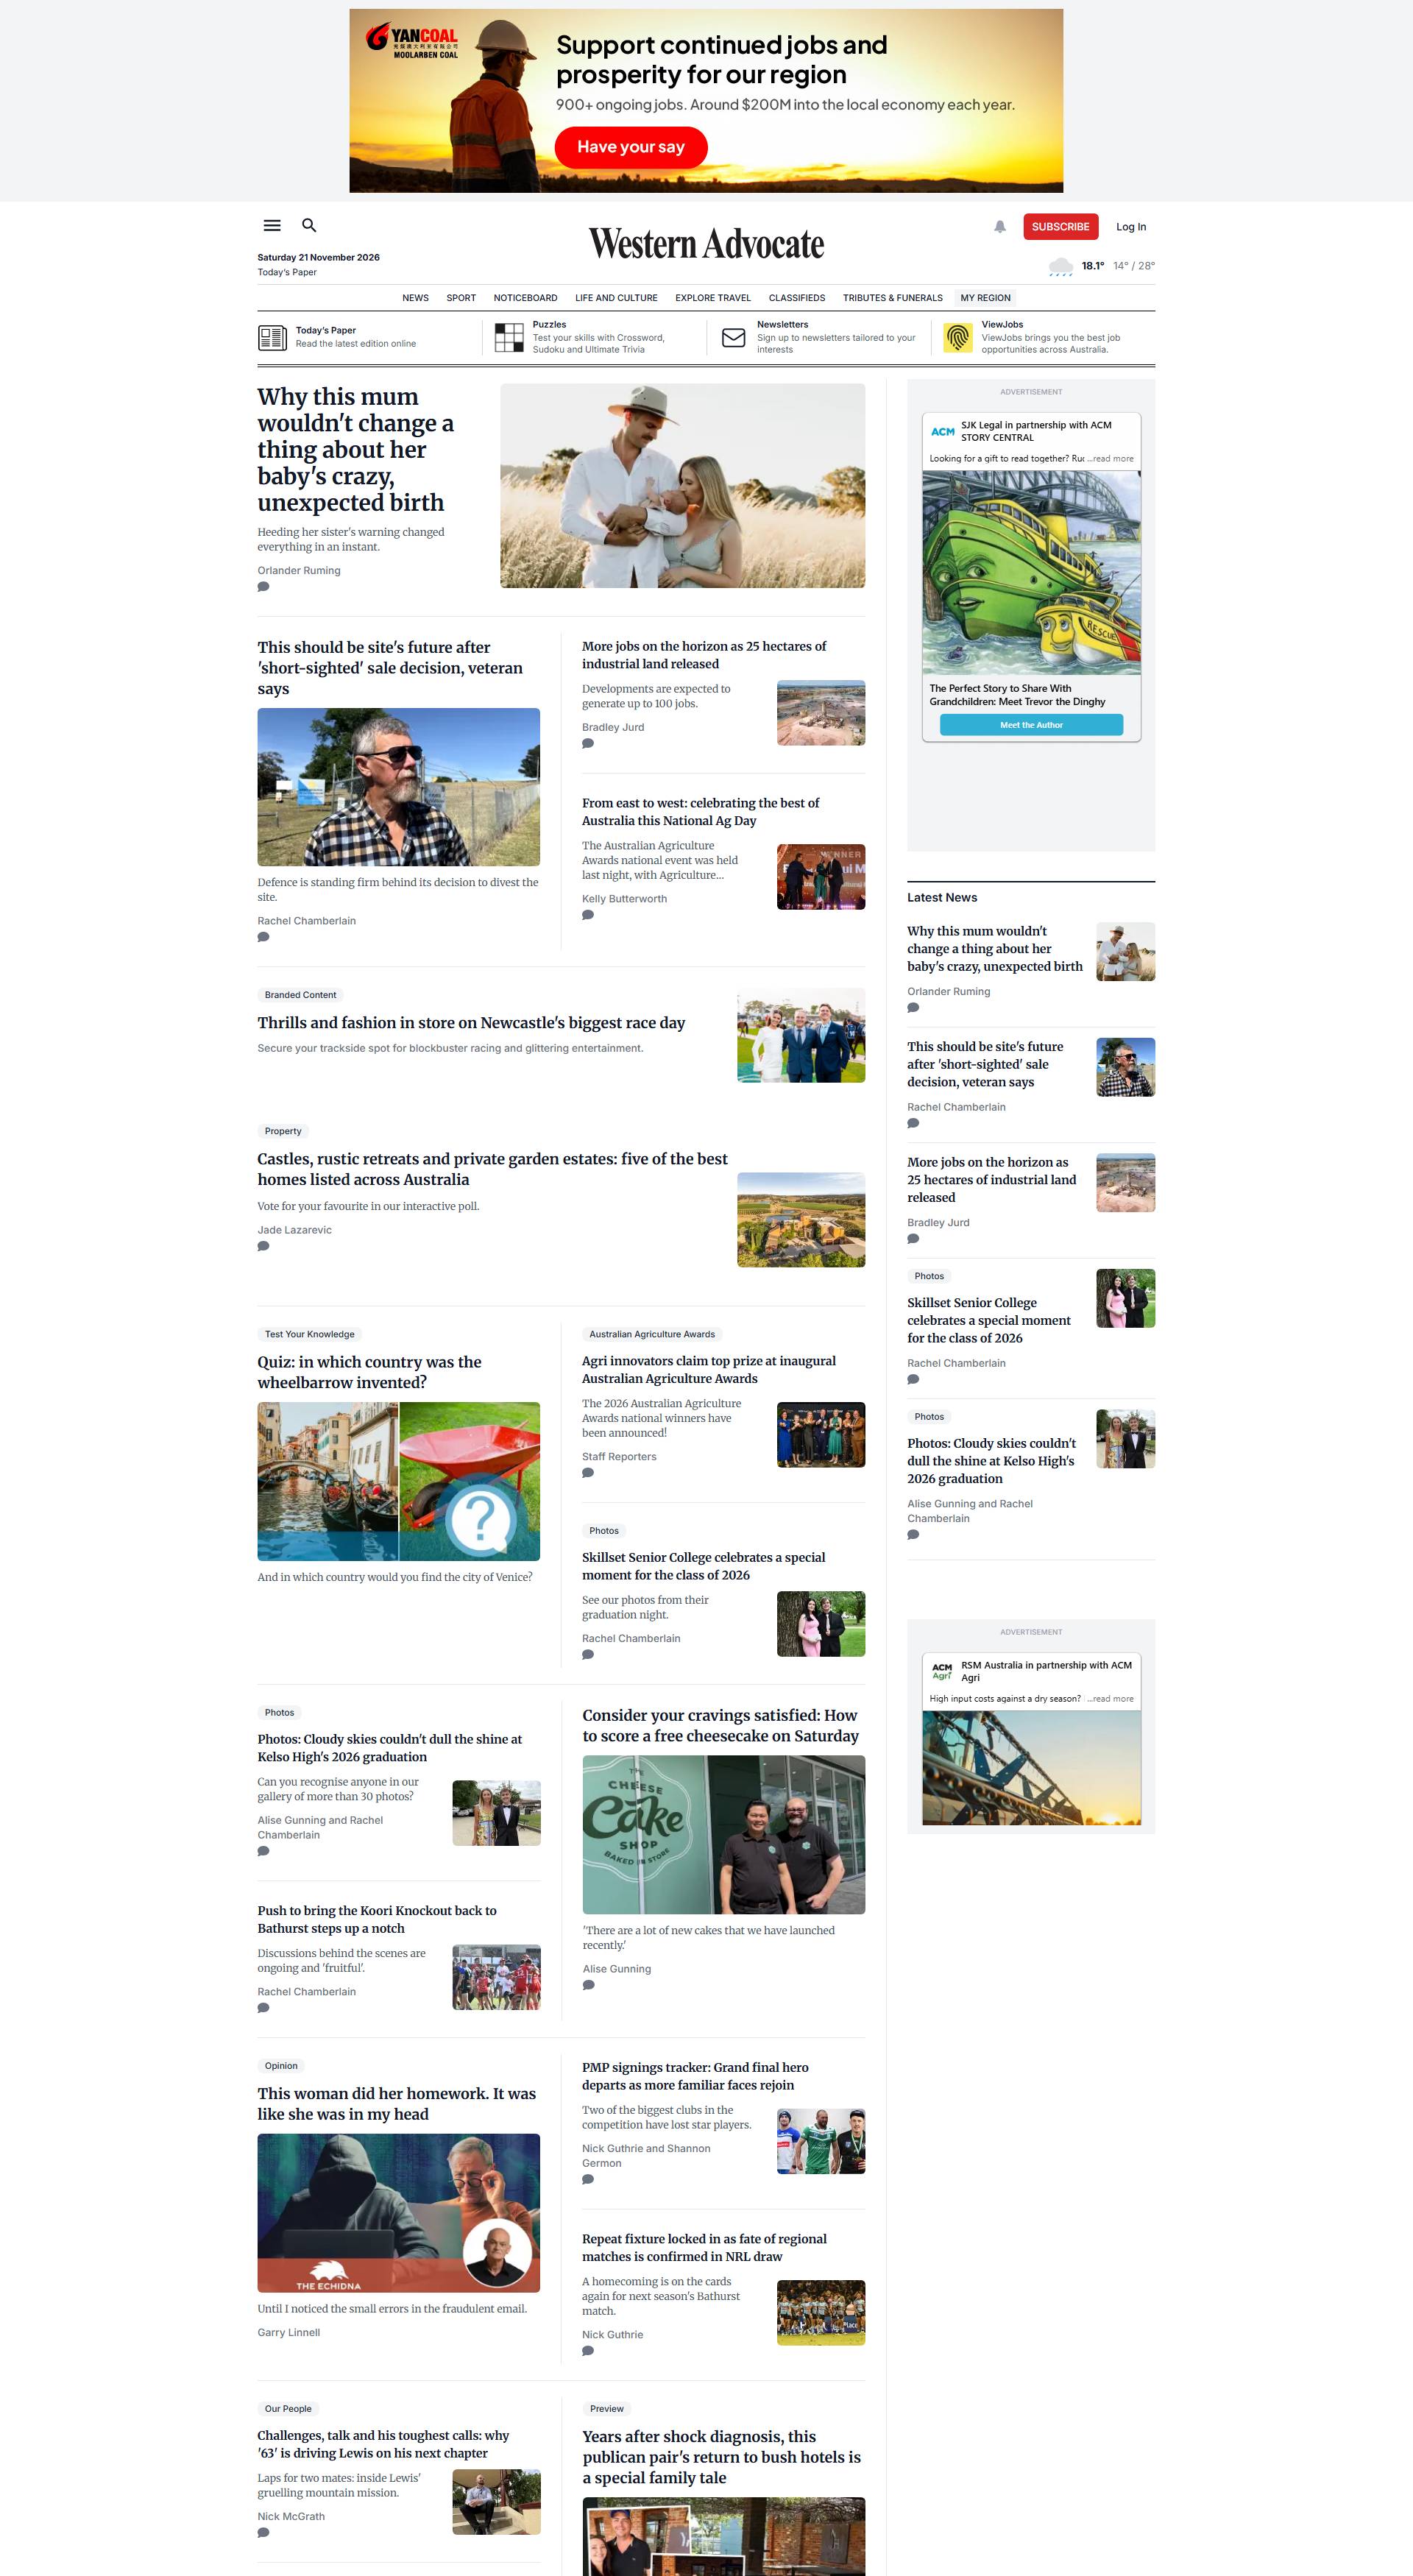 YANCOAL
MOOLARBEN COAL
Support continued jobs and
prosperity for our region
900+ ongoing jobs. Around $200M into the local economy each year.
Have your say
Western Advocate
SUBSCRIBE
Log In
Saturday 21 November 2026
Today's Paper
18.1° 14° / 28°
NEWS SPORT NOTICEBOARD LIFE AND CULTURE EXPLORE TRAVEL CLASSIFIEDS TRIBUTES & FUNERALS MY REGION
Today's Paper
Read the latest edition online
Puzzles
Test your skills with Crossword,
Sudoku and Ultimate Trivia
Newsletters
Sign up to newsletters tailored to your
interests
ViewJobs
ViewJobs brings you the best job
opportunities across Australia.
Why this mum
wouldn't change a
thing about her
baby's crazy,
unexpected birth
Heeding her sister's warning changed
everything in an instant.
Orlander Ruming
This should be site's future after
'short-sighted' sale decision, veteran
says
Defence is standing firm behind its decision to divest the
site.
Rachel Chamberlain
More jobs on the horizon as 25 hectares of
industrial land released
Developments are expected to
generate up to 100 jobs.
Bradley Jurd
From east to west: celebrating the best of
Australia this National Ag Day
The Australian Agriculture
Awards national event was held
last night, with Agriculture...
Kelly Butterworth
Branded Content
Thrills and fashion in store on Newcastle's biggest race day
Secure your trackside spot for blockbuster racing and glittering entertainment.
Property
Castles, rustic retreats and private garden estates: five of the best
homes listed across Australia
Vote for your favourite in our interactive poll.
Jade Lazarevic
Test Your Knowledge
Quiz: in which country was the
wheelbarrow invented?
?
And in which country would you find the city of Venice?
Australian Agriculture Awards
Agri innovators claim top prize at inaugural
Australian Agriculture Awards
The 2026 Australian Agriculture
Awards national winners have
been announced!
Staff Reporters
Photos
Skillset Senior College celebrates a special
moment for the class of 2026
See our photos from their
graduation night.
Rachel Chamberlain
Photos
Photos: Cloudy skies couldn't dull the shine at
Kelso High's 2026 graduation
Can you recognise anyone in our
gallery of more than 30 photos?
Alise Gunning and Rachel
Chamberlain
Push to bring the Koori Knockout back to
Bathurst steps up a notch
Discussions behind the scenes are
ongoing and 'fruitful'.
Rachel Chamberlain
Consider your cravings satisfied: How
to score a free cheesecake on Saturday
THE
CHEESE
Cake
SHOP
BAKED IN STORE
'There are a lot of new cakes that we have launched
recently.'
Alise Gunning
Opinion
This woman did her homework. It was
like she was in my head
THE ECHIDNA
Until I noticed the small errors in the fraudulent email.
Garry Linnell
PMP signings tracker: Grand final hero
departs as more familiar faces rejoin
Two of the biggest clubs in the
competition have lost star players.
Nick Guthrie and Shannon
Germon
Repeat fixture locked in as fate of regional
matches is confirmed in NRL draw
A homecoming is on the cards
again for next season's Bathurst
match.
Nick Guthrie
Our People
Challenges, talk and his toughest calls: why
'63' is driving Lewis on his next chapter
Laps for two mates: inside Lewis'
gruelling mountain mission.
Nick McGrath
Preview
Years after shock diagnosis, this
publican pair's return to bush hotels is
a special family tale
ADVERTISEMENT
ACM
SJK Legal in partnership with ACM
STORY CENTRAL
Looking for a gift to read together? Ru ...read more
RESCUE
The Perfect Story to Share With
Grandchildren: Meet Trevor the Dinghy
Meet the Author
Latest News
Why this mum wouldn't
change a thing about her
baby's crazy, unexpected birth
Orlander Ruming
This should be site's future
after 'short-sighted' sale
decision, veteran says
Rachel Chamberlain
More jobs on the horizon as
25 hectares of industrial land
released
Bradley Jurd
Photos
Skillset Senior College
celebrates a special moment
for the class of 2026
Rachel Chamberlain
Photos
Photos: Cloudy skies couldn't
dull the shine at Kelso High's
2026 graduation
Alise Gunning and Rachel
Chamberlain
ADVERTISEMENT
ACM
Agri
RSM Australia in partnership with ACM
Agri
High input costs against a dry season? ...read more